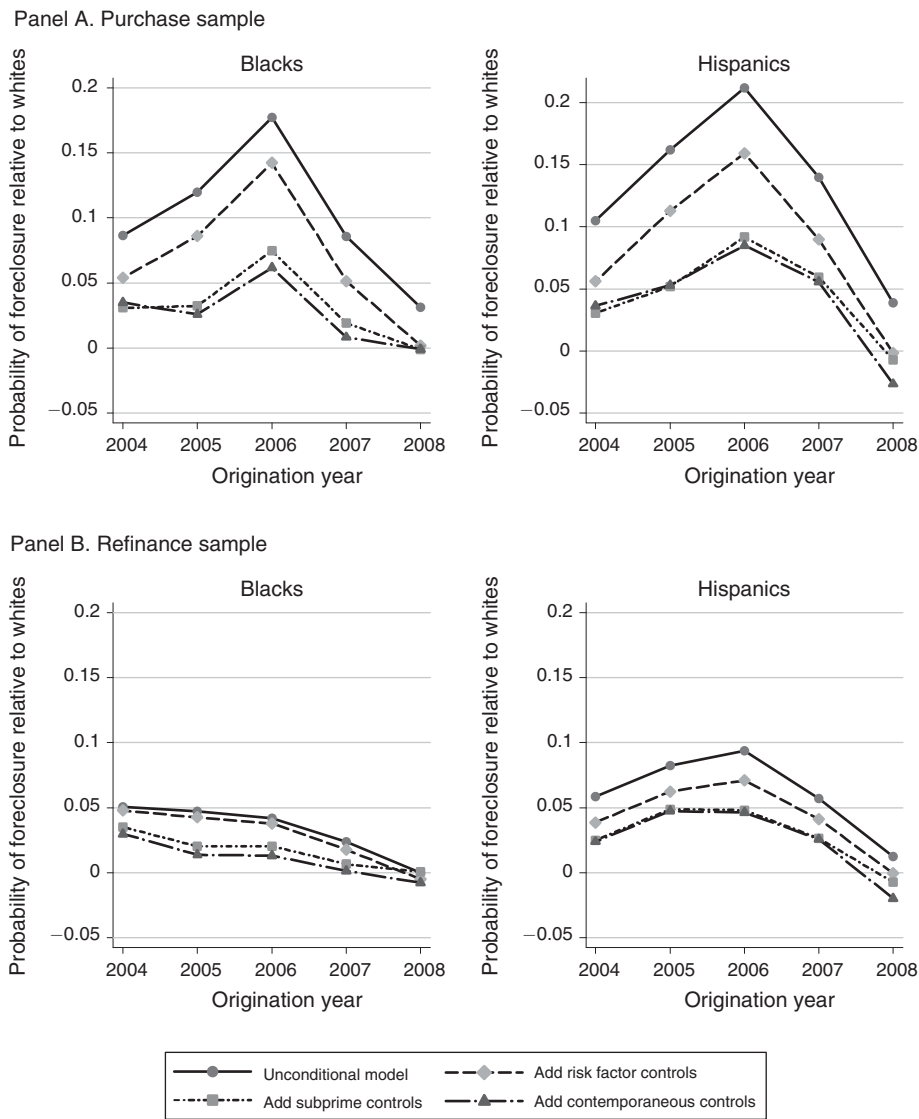 Panel A. Purchase sample
Blacks
Probability of foreclosure relative to whites
0.2
0.15
0.1
0.05
0
−0.05
2004 2005 2006 2007 2008
Origination year
Hispanics
Probability of foreclosure relative to whites
0.2
0.15
0.1
0.05
0
−0.05
2004 2005 2006 2007 2008
Origination year
Panel B. Refinance sample
Blacks
Probability of foreclosure relative to whites
0.2
0.15
0.1
0.05
0
−0.05
2004 2005 2006 2007 2008
Origination year
Hispanics
Probability of foreclosure relative to whites
0.2
0.15
0.1
0.05
0
−0.05
2004 2005 2006 2007 2008
Origination year
Unconditional model
Add risk factor controls
Add subprime controls
Add contemporaneous controls